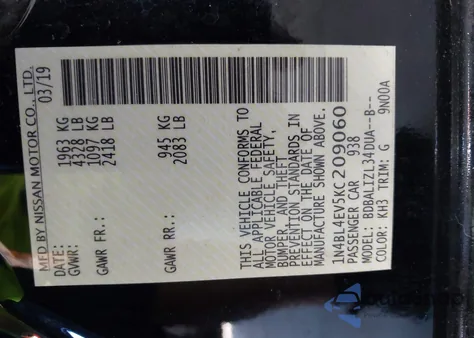 MFD BY NISSAN MOTOR CO., LTD.
03/19
GVWR: 1963 KG
4328 LB
GAWR FR.: 1097 KG
2418 LB
GAWR RR.: 945 KG
2083 LB
THIS VEHICLE CONFORMS TO
ALL APPLICABLE FEDERAL
MOTOR VEHICLE SAFETY,
BUMPER, AND THEFT
PREVENTION STANDARDS IN
EFFECT ON THE DATE OF
MANUFACTURE SHOWN ABOVE.
1N4BL4EV5KC209060
PASSENGER CAR 938
MODEL: BDBALIZL34DUA--B--
COLOR: KH3 TRIM: G 9N00A